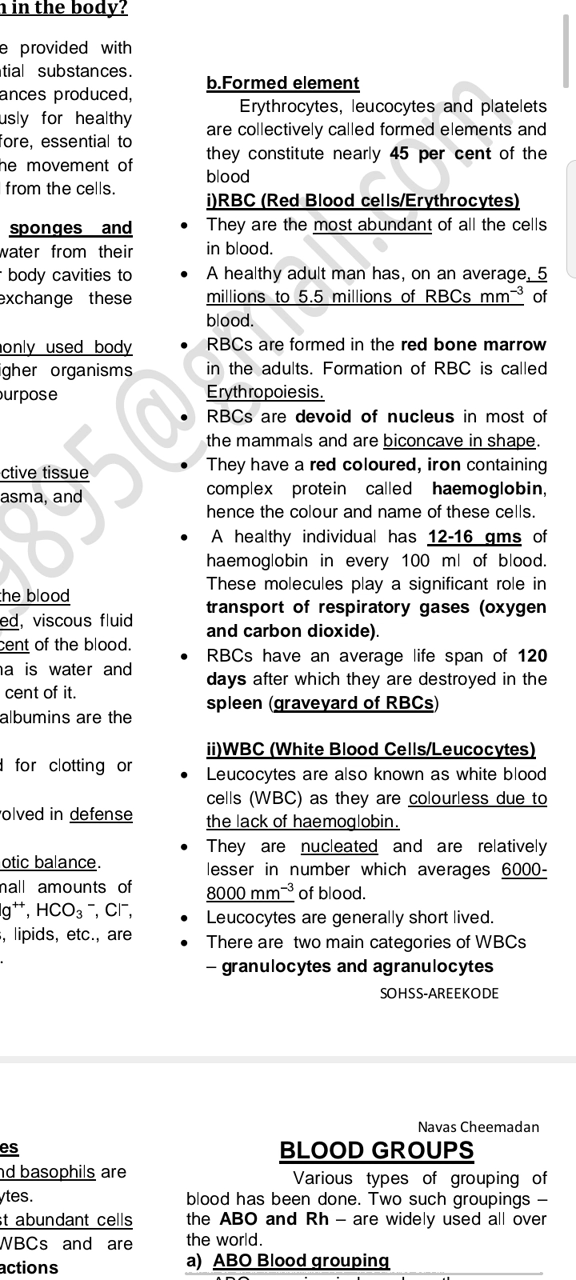 n in the body?
e provided with
tial substances.
ances produced,
usly for healthy
fore, essential to
he movement of
from the cells.
sponges and
water from their
body cavities to
exchange these
nonly used body
igher organisms
ourpose
ective tissue
asma, and
the blood
ed, viscous fluid
cent of the blood.
na is water and
cent of it.
albumins are the
d for clotting or
volved in defense
notic balance.
mall amounts of
lg⁺⁺, HCO₃⁻, Cl⁻,
s, lipids, etc., are
.
b.Formed element
Erythrocytes, leucocytes and platelets
are collectively called formed elements and
they constitute nearly 45 per cent of the
blood
i)RBC (Red Blood cells/Erythrocytes)
• They are the most abundant of all the cells
in blood.
• A healthy adult man has, on an average, 5
millions to 5.5 millions of RBCs mm⁻³ of
blood.
• RBCs are formed in the red bone marrow
in the adults. Formation of RBC is called
Erythropoiesis.
• RBCs are devoid of nucleus in most of
the mammals and are biconcave in shape.
• They have a red coloured, iron containing
complex protein called haemoglobin,
hence the colour and name of these cells.
• A healthy individual has 12-16 gms of
haemoglobin in every 100 ml of blood.
These molecules play a significant role in
transport of respiratory gases (oxygen
and carbon dioxide).
• RBCs have an average life span of 120
days after which they are destroyed in the
spleen (graveyard of RBCs)
ii)WBC (White Blood Cells/Leucocytes)
• Leucocytes are also known as white blood
cells (WBC) as they are colourless due to
the lack of haemoglobin.
• They are nucleated and are relatively
lesser in number which averages 6000-
8000 mm⁻³ of blood.
• Leucocytes are generally short lived.
• There are two main categories of WBCs
– granulocytes and agranulocytes
SOHSS-AREEKODE
9895@gmail.com
es
nd basophils are
ytes.
st abundant cells
WBCs and are
actions
Navas Cheemadan
BLOOD GROUPS
Various types of grouping of
blood has been done. Two such groupings –
the ABO and Rh – are widely used all over
the world.
a) ABO Blood grouping